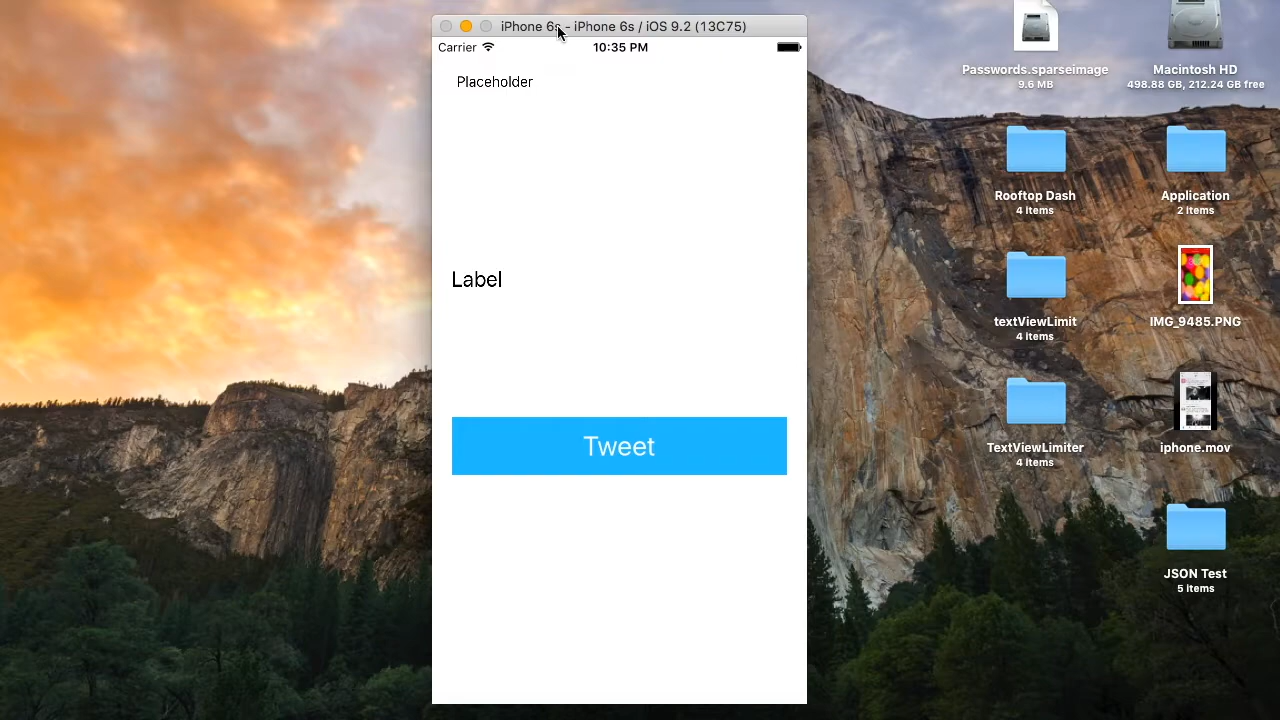 iPhone 6s - iPhone 6s / iOS 9.2 (13C75)
Carrier
10:35 PM
Placeholder
Label
Tweet
Passwords.sparseimage
9.6 MB
Macintosh HD
498.88 GB, 212.24 GB free
Rooftop Dash
4 items
Application
2 items
textViewLimit
4 items
IMG_9485.PNG
TextViewLimiter
4 items
iphone.mov
JSON Test
5 items